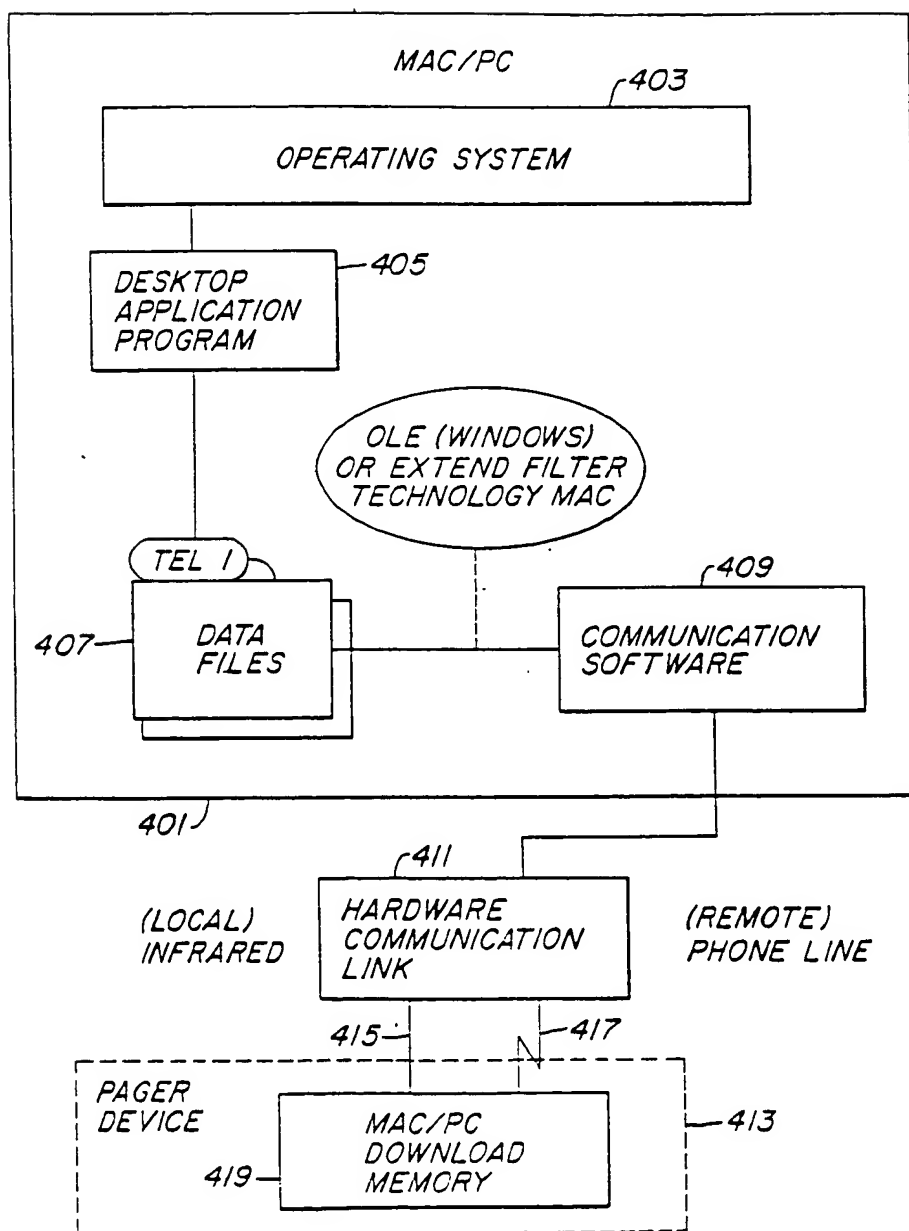 MAC/PC
403
OPERATING SYSTEM
405
DESKTOP
APPLICATION
PROGRAM
OLE (WINDOWS)
OR EXTEND FILTER
TECHNOLOGY MAC
TEL 1
407
DATA
FILES
409
COMMUNICATION
SOFTWARE
401
411
(LOCAL)
INFRARED
HARDWARE
COMMUNICATION
LINK
(REMOTE)
PHONE LINE
415
417
PAGER
DEVICE
MAC/PC
DOWNLOAD
MEMORY
413
419